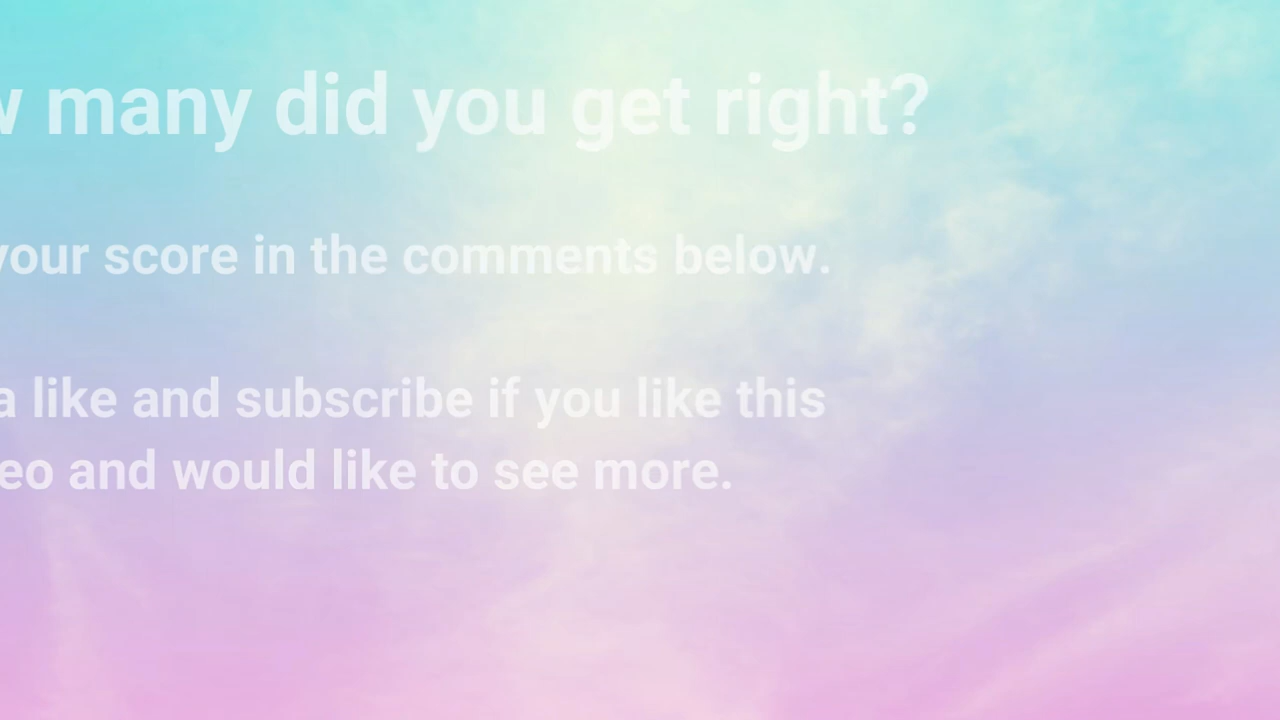 w many did you get right?
your score in the comments below.
a like and subscribe if you like this
eo and would like to see more.